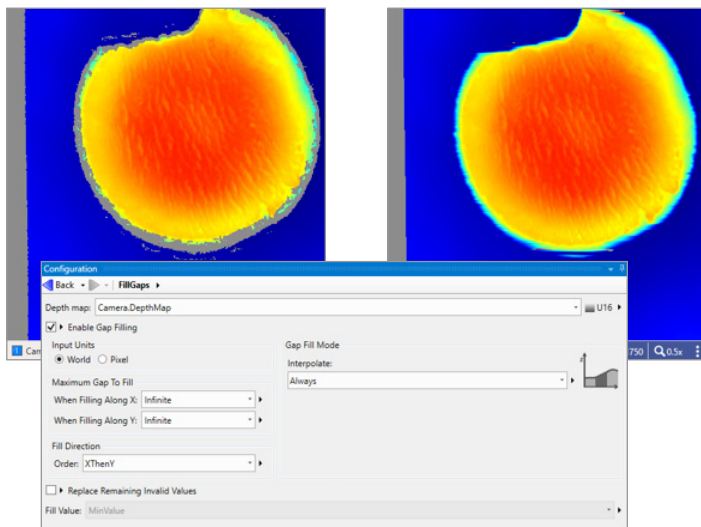 Configuration
Back FillGaps
Depth map: Camera.DepthMap U16
Enable Gap Filling
Input Units
World Pixel
Maximum Gap To Fill
When Filling Along X: Infinite
When Filling Along Y: Infinite
Fill Direction
Order: XThenY
Gap Fill Mode
Interpolate:
Always
z
Replace Remaining Invalid Values
Fill Value: MinValue
1 Cam
750 0.5x